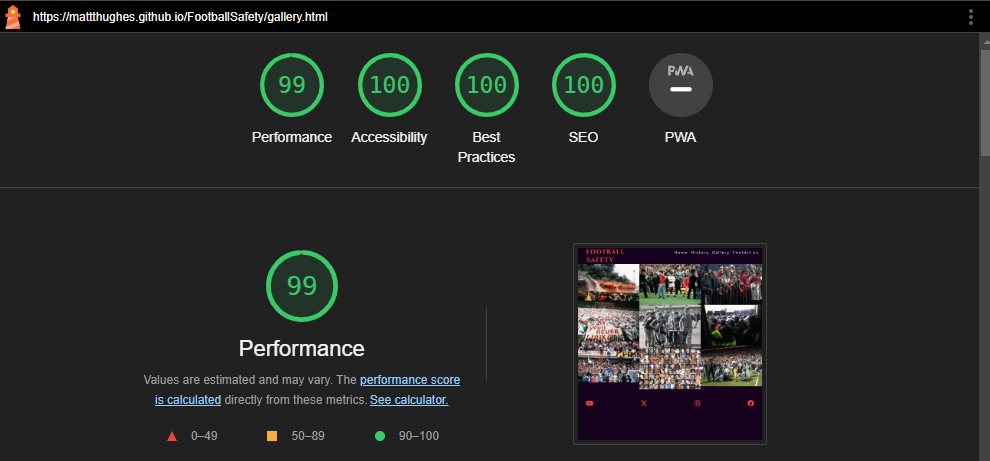 https://mattthughes.github.io/FootballSafety/gallery.html
99
100
100
100
PWA
Performance
Accessibility
Best
Practices
SEO
PWA
99
Performance
Values are estimated and may vary. The performance score
is calculated directly from these metrics. See calculator.
0–49
50–89
90–100
FOOTBALL
SAFETY
Home History Gallery Contact us